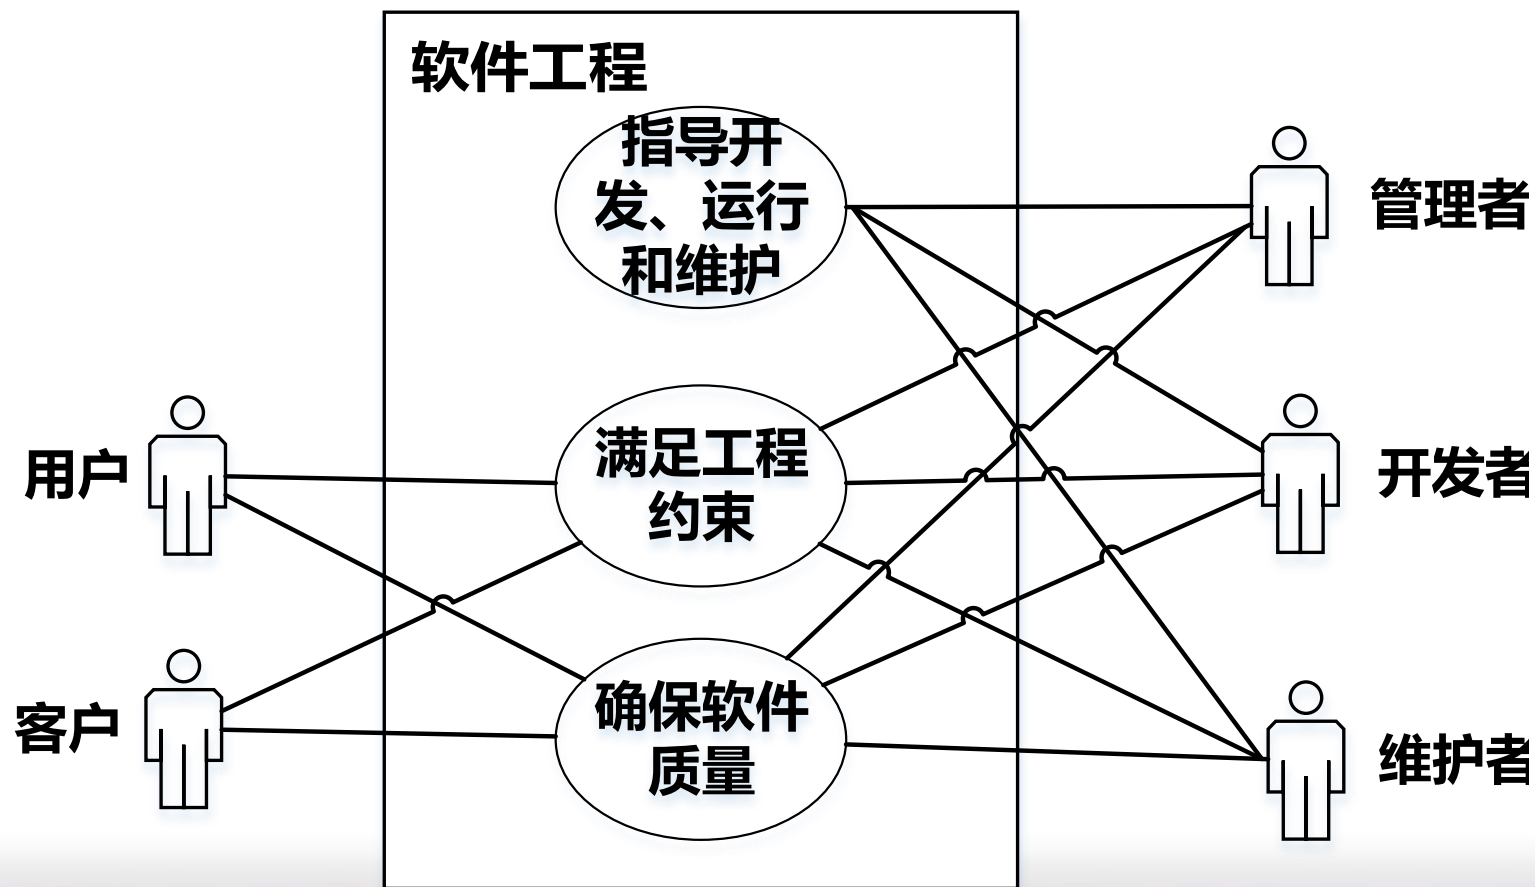 软件工程
指导开
发、运行
和维护
管理者
用户
满足工程
约束
开发者
客户
确保软件
质量
维护者